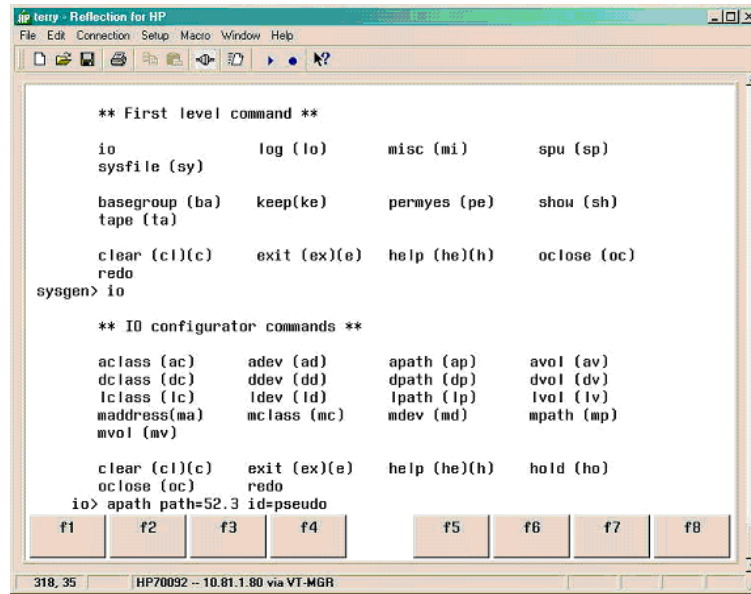 terry - Reflection for HP
File Edit Connection Setup Macro Window Help
** First level command **
io log (lo) misc (mi) spu (sp)
sysfile (sy)
basegroup (ba) keep(ke) permyes (pe) show (sh)
tape (ta)
clear (cl)(c) exit (ex)(e) help (he)(h) oclose (oc)
redo
sysgen> io
** IO configurator commands **
aclass (ac) adev (ad) apath (ap) avol (av)
dclass (dc) ddev (dd) dpath (dp) dvol (dv)
lclass (lc) ldev (ld) lpath (lp) lvol (lv)
maddress(ma) mclass (mc) mdev (md) mpath (mp)
mvol (mv)
clear (cl)(c) exit (ex)(e) help (he)(h) hold (ho)
oclose (oc) redo
io> apath path=52.3 id=pseudo
f1 f2 f3 f4 f5 f6 f7 f8
318, 35 HP70092 -- 10.81.1.80 via VT-MGR